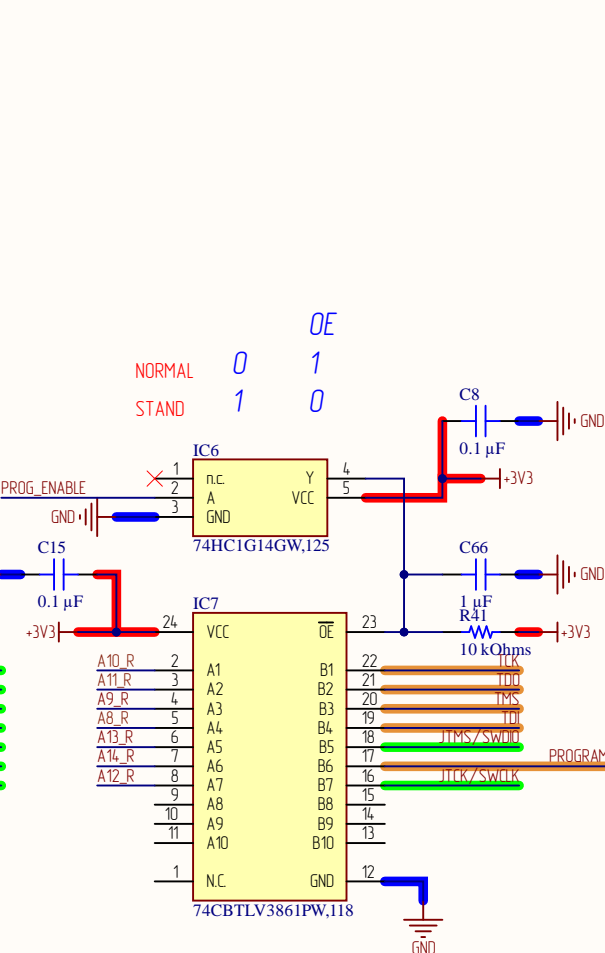 OE
NORMAL 0 1
STAND 1 0
C8
0.1 µF
GND
+3V3
IC6
1 n.c. Y 4
PROG_ENABLE 2 A VCC 5
GND 3 GND
74HC1G14GW,125
C15
0.1 µF
+3V3
C66
1 µF
GND
R41
10 kOhms
+3V3
IC7
24 VCC OE 23
A10_R 2 A1 B1 22 TCK
A11_R 3 A2 B2 21 TDO
A9_R 4 A3 B3 20 TMS
A8_R 5 A4 B4 19 TDI
A13_R 6 A5 B5 18 JTMS/SWDIO
A14_R 7 A6 B6 17 PROGRAM
A12_R 8 A7 B7 16 JTCK/SWCLK
9 A8 B8 15
10 A9 B9 14
11 A10 B10 13
1 N.C. GND 12
74CBTLV3861PW,118
GND